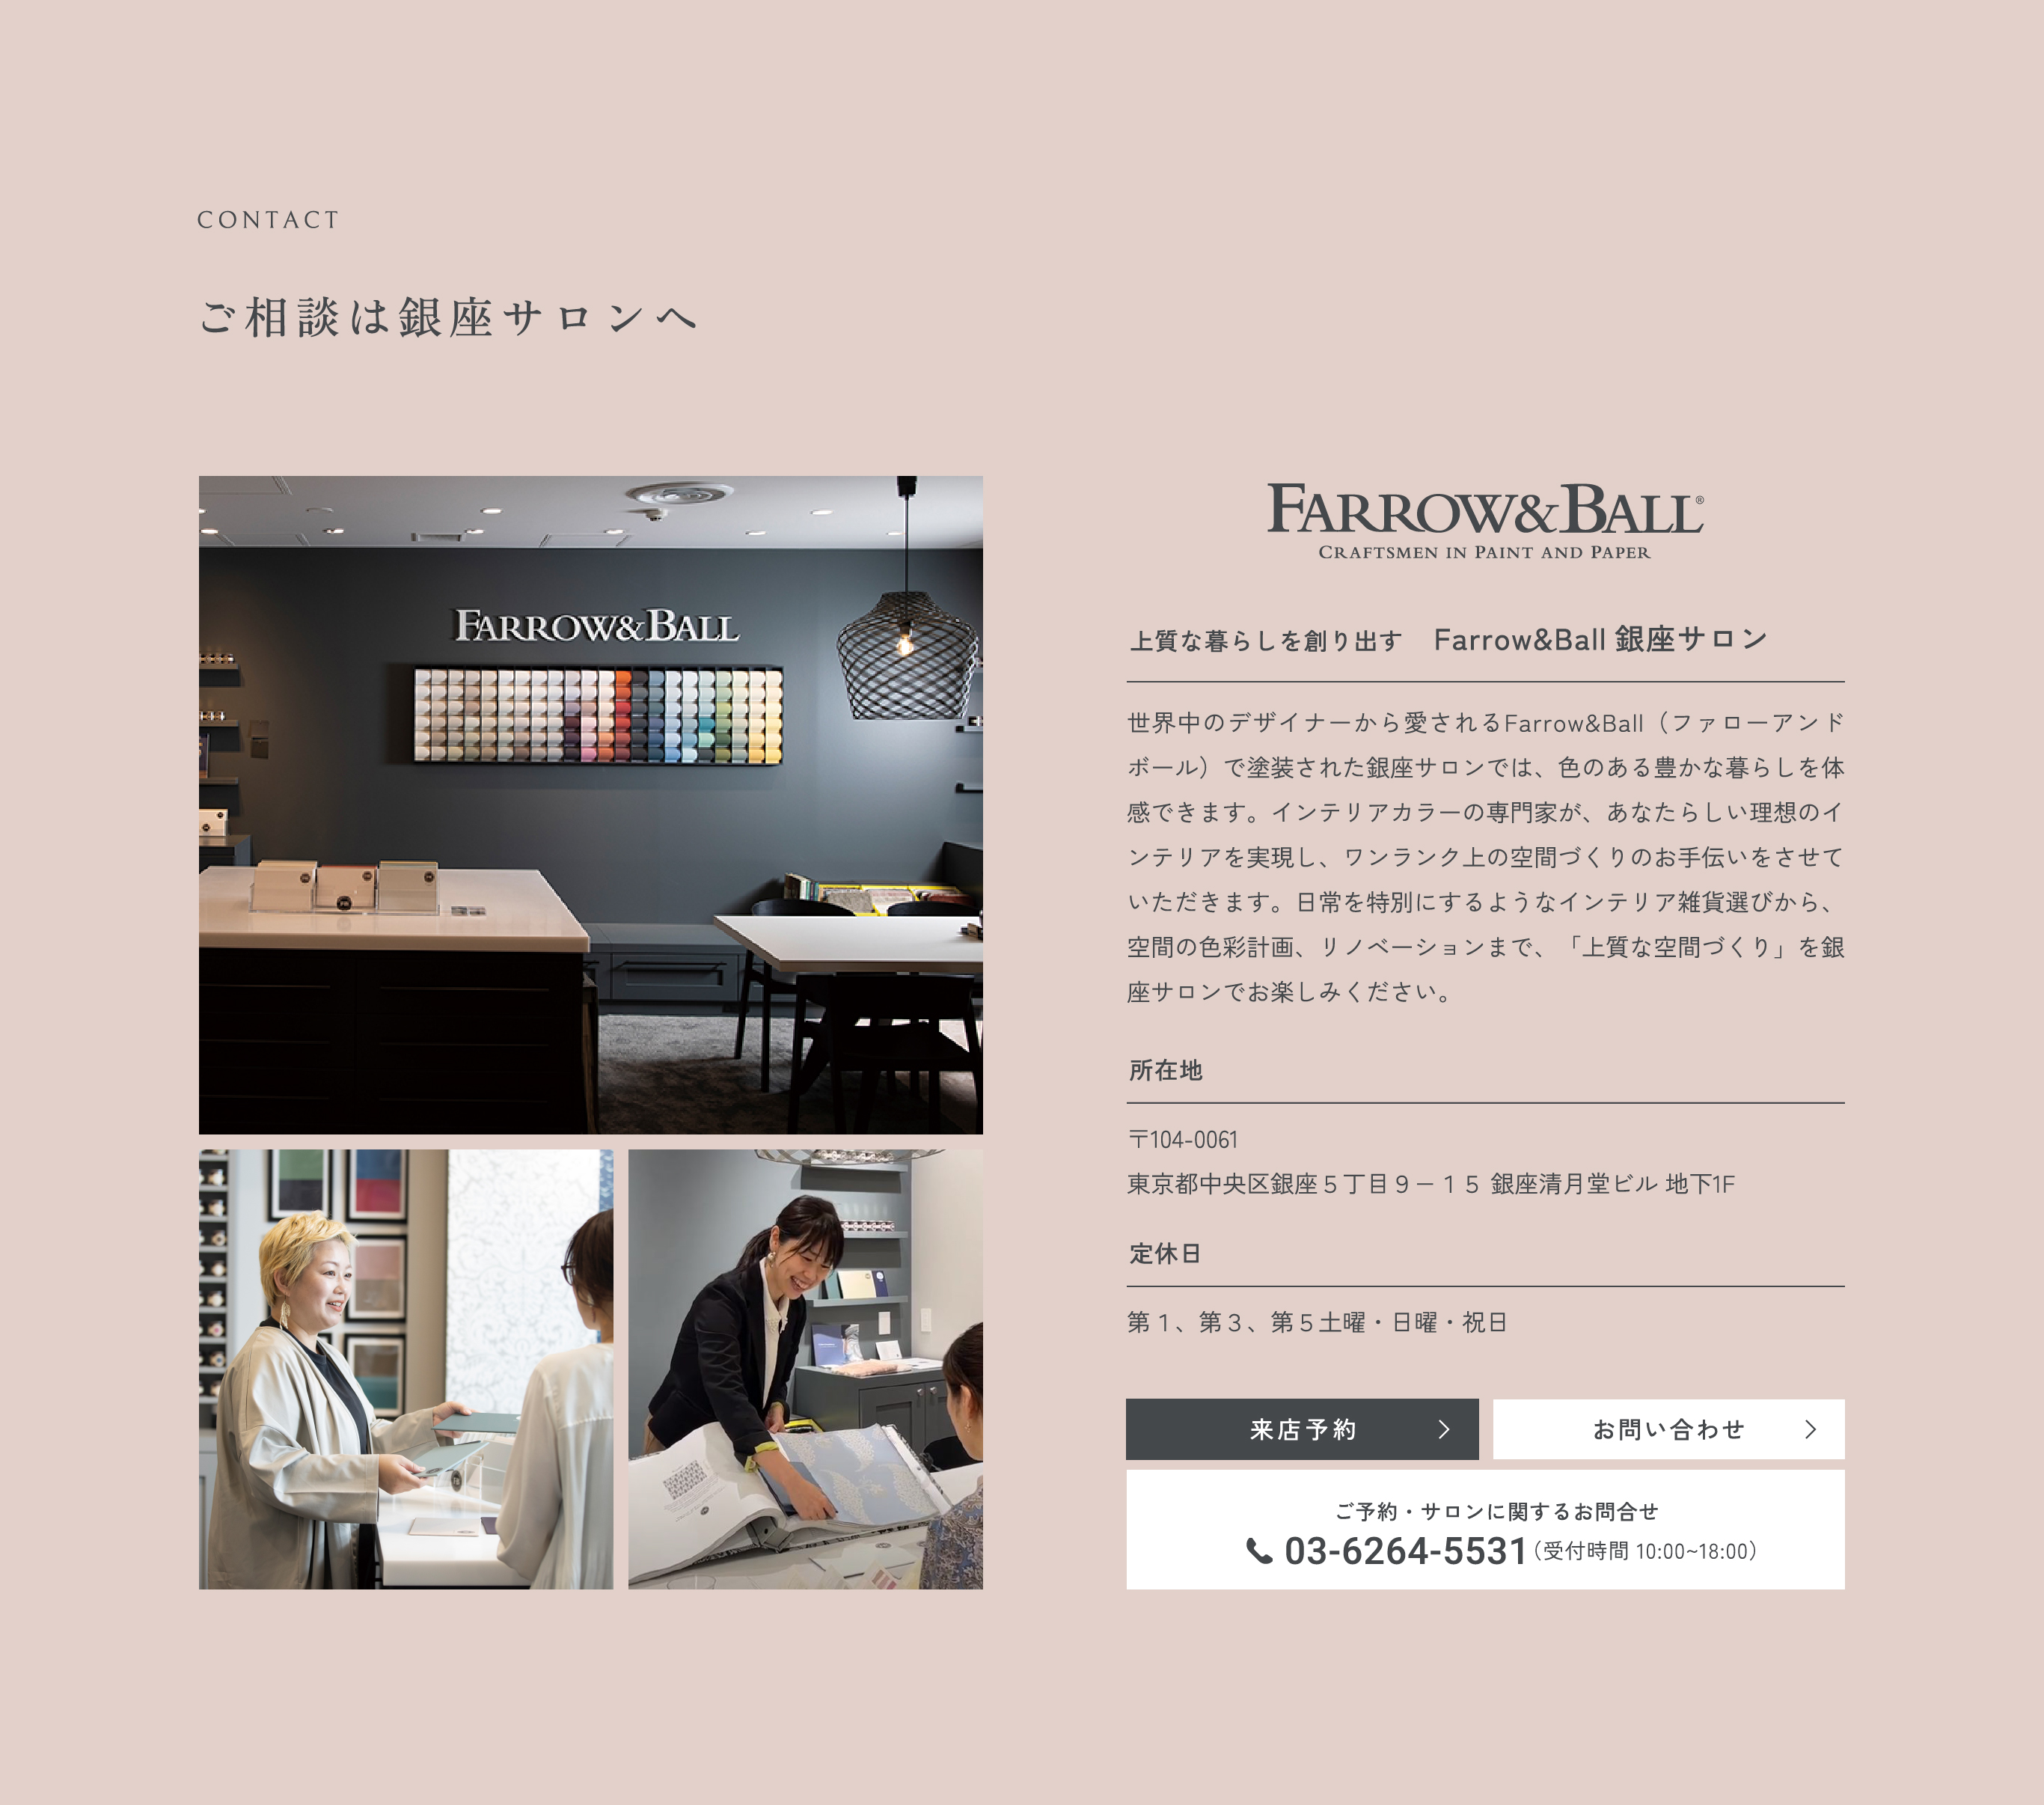 CONTACT
ご相談は銀座サロンへ
FARROW&BALL
FARROW&BALL®
CRAFTSMEN IN PAINT AND PAPER
上質な暮らしを創り出す　Farrow&Ball 銀座サロン
世界中のデザイナーから愛されるFarrow&Ball（ファローアンド
ボール）で塗装された銀座サロンでは、色のある豊かな暮らしを体
感できます。インテリアカラーの専門家が、あなたらしい理想のイ
ンテリアを実現し、ワンランク上の空間づくりのお手伝いをさせて
いただきます。日常を特別にするようなインテリア雑貨選びから、
空間の色彩計画、リノベーションまで、「上質な空間づくり」を銀
座サロンでお楽しみください。
所在地
〒104-0061
東京都中央区銀座５丁目９－１５ 銀座清月堂ビル 地下1F
定休日
第１、第３、第５土曜・日曜・祝日
来店予約
お問い合わせ
ご予約・サロンに関するお問合せ
03-6264-5531（受付時間 10:00~18:00）